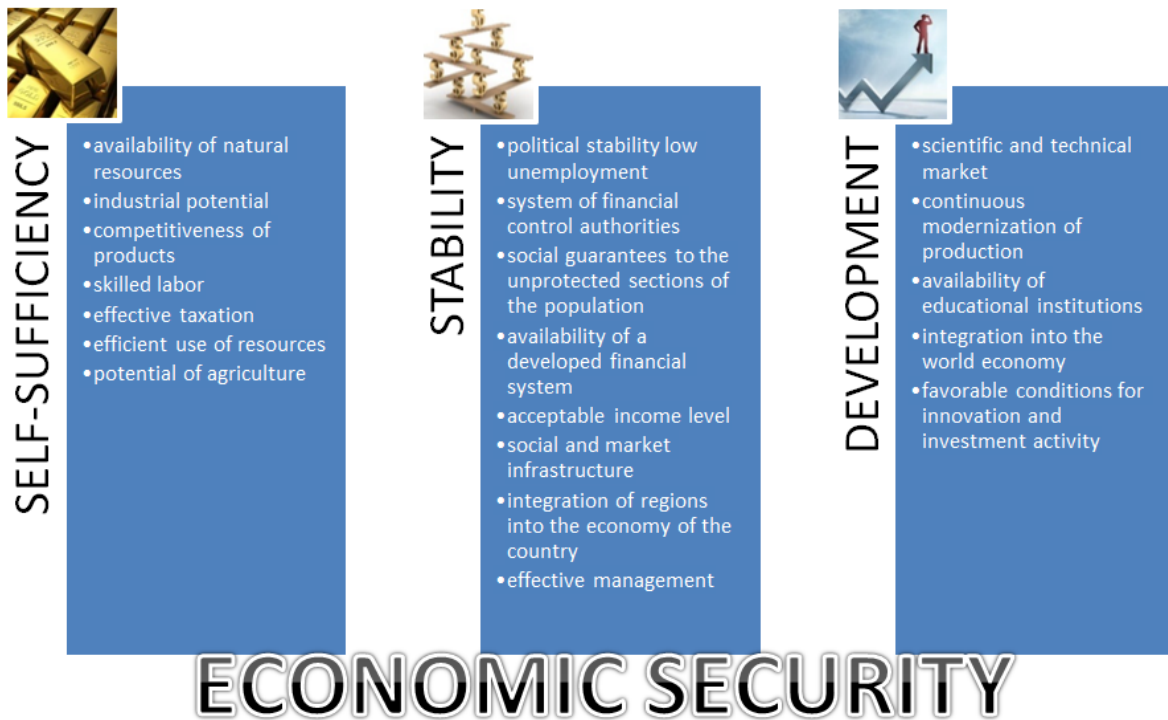 SELF-SUFFICIENCY
•availability of natural
resources
•industrial potential
•competitiveness of
products
•skilled labor
•effective taxation
•efficient use of resources
•potential of agriculture
STABILITY
•political stability low
unemployment
•system of financial
control authorities
•social guarantees to the
unprotected sections of
the population
•availability of a
developed financial
system
•acceptable income level
•social and market
infrastructure
•integration of regions
into the economy of the
country
•effective management
DEVELOPMENT
•scientific and technical
market
•continuous
modernization of
production
•availability of
educational institutions
•integration into the
world economy
•favorable conditions for
innovation and
investment activity
ECONOMIC SECURITY